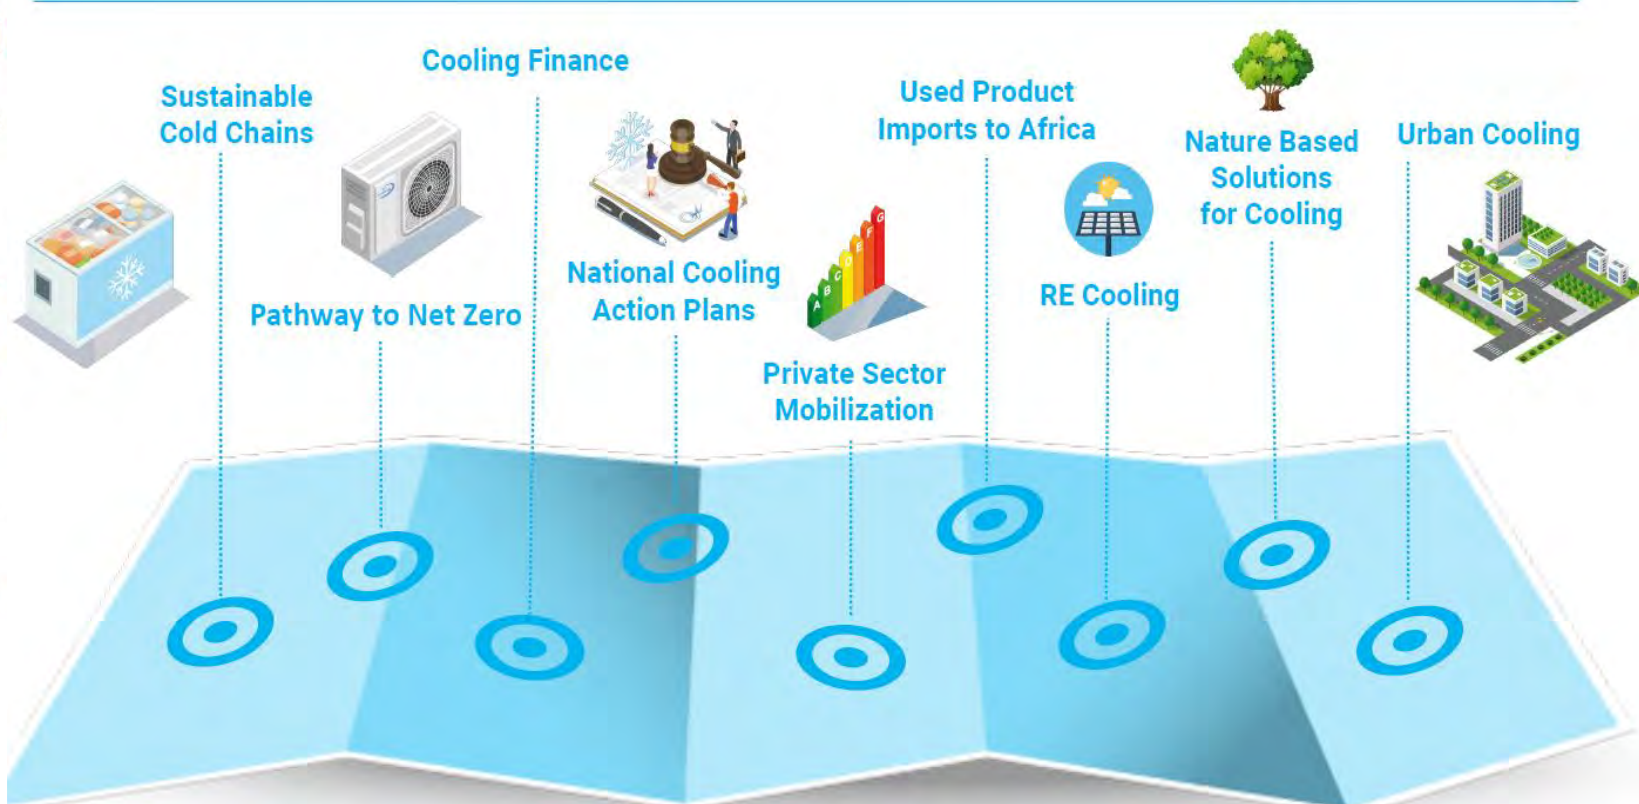 Sustainable
Cold Chains
Pathway to Net Zero
Cooling Finance
National Cooling
Action Plans
A
B
C
D
E
F
G
Private Sector
Mobilization
Used Product
Imports to Africa
RE Cooling
Nature Based
Solutions
for Cooling
Urban Cooling